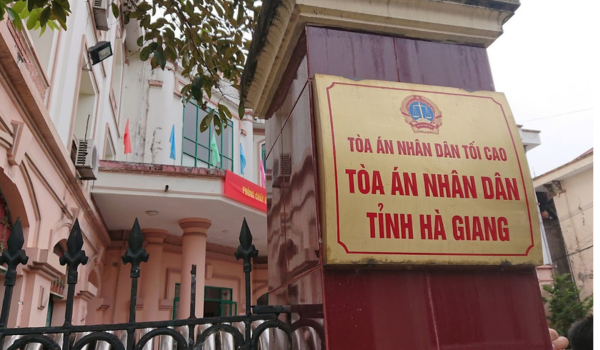 TÒA ÁN NHÂN DÂN TỐI CAO
TÒA ÁN NHÂN DÂN
TỈNH HÀ GIANG